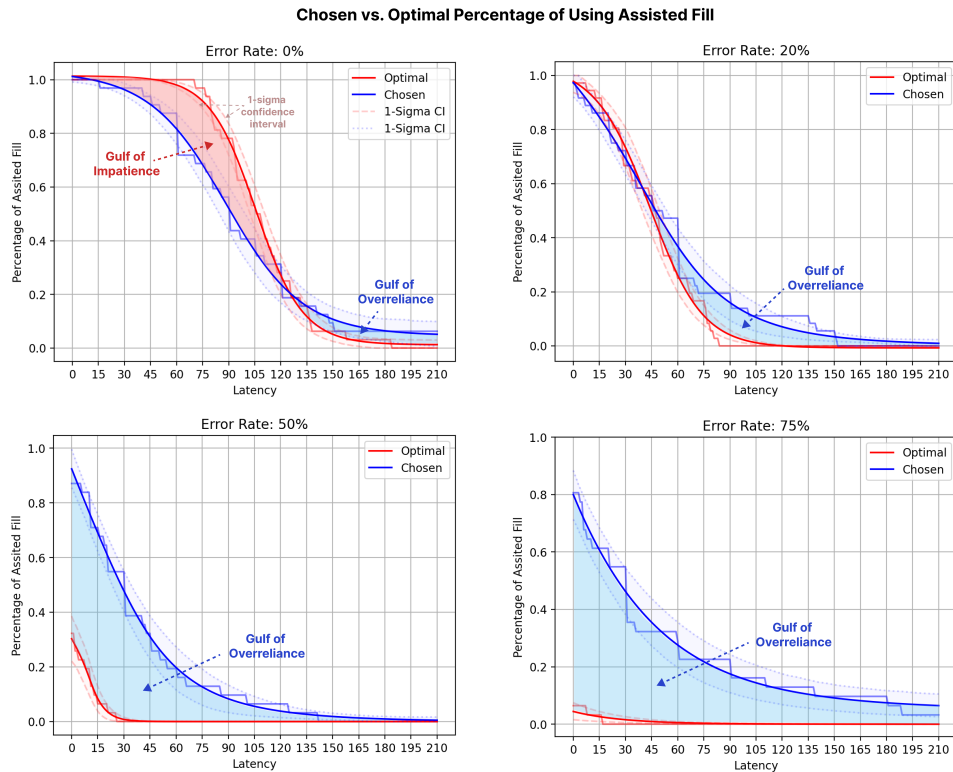 Chosen vs. Optimal Percentage of Using Assisted Fill
Error Rate: 0%
Percentage of Assited Fill
1.0
0.8
0.6
0.4
0.2
0.0
Optimal
Chosen
1-Sigma CI
1-Sigma CI
1-sigma
confidence
interval
Gulf of
Impatience
Gulf of
Overreliance
0 15 30 45 60 75 90 105 120 135 150 165 180 195 210
Latency
Error Rate: 20%
Percentage of Assited Fill
1.0
0.8
0.6
0.4
0.2
0.0
Optimal
Chosen
Gulf of
Overreliance
0 15 30 45 60 75 90 105 120 135 150 165 180 195 210
Latency
Error Rate: 50%
Percentage of Assited Fill
1.0
0.8
0.6
0.4
0.2
0.0
Optimal
Chosen
Gulf of
Overreliance
0 15 30 45 60 75 90 105 120 135 150 165 180 195 210
Latency
Error Rate: 75%
Percentage of Assited Fill
1.0
0.8
0.6
0.4
0.2
0.0
Optimal
Chosen
Gulf of
Overreliance
0 15 30 45 60 75 90 105 120 135 150 165 180 195 210
Latency